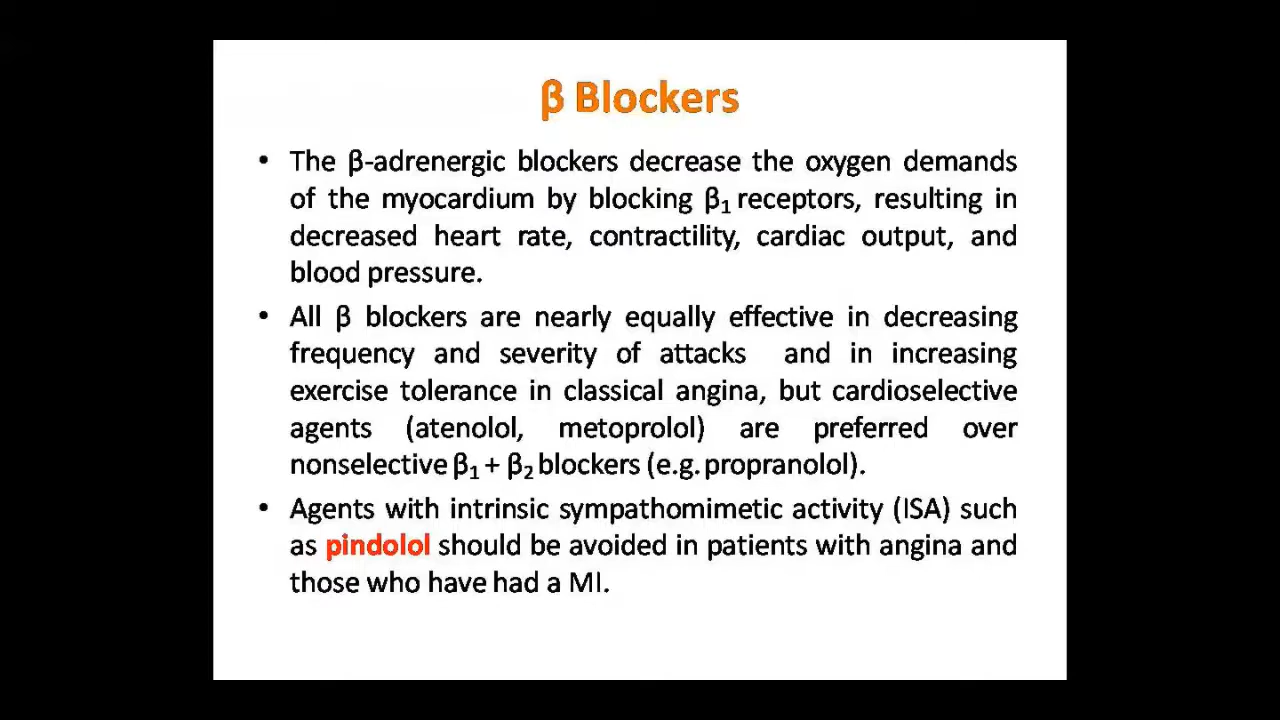 β Blockers
• The β-adrenergic blockers decrease the oxygen demands
of the myocardium by blocking β₁ receptors, resulting in
decreased heart rate, contractility, cardiac output, and
blood pressure.
• All β blockers are nearly equally effective in decreasing
frequency and severity of attacks and in increasing
exercise tolerance in classical angina, but cardioselective
agents (atenolol, metoprolol) are preferred over
nonselective β₁ + β₂ blockers (e.g. propranolol).
• Agents with intrinsic sympathomimetic activity (ISA) such
as pindolol should be avoided in patients with angina and
those who have had a MI.